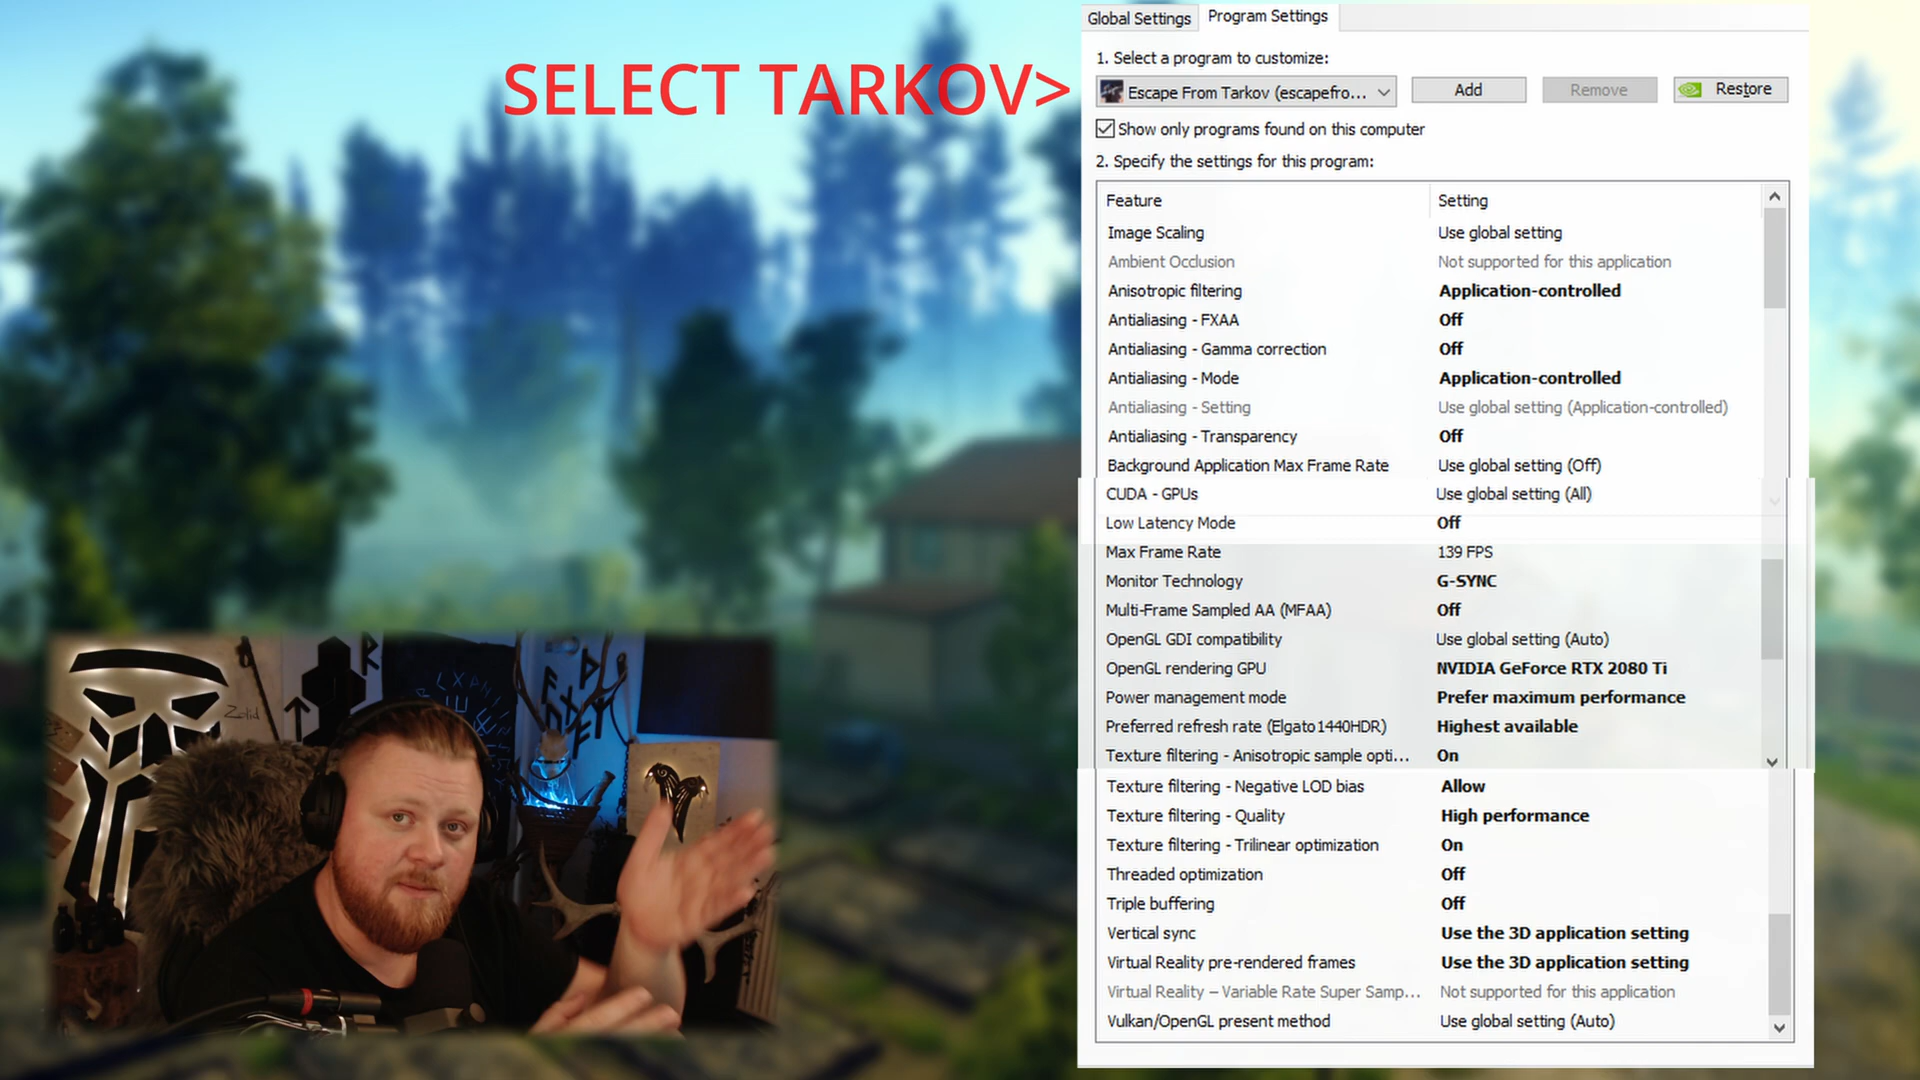 SELECT TARKOV>
Global Settings Program Settings
1. Select a program to customize:
Escape From Tarkov (escapefro... Add Remove Restore
Show only programs found on this computer
2. Specify the settings for this program:
Feature Setting
Image Scaling Use global setting
Ambient Occlusion Not supported for this application
Anisotropic filtering Application-controlled
Antialiasing - FXAA Off
Antialiasing - Gamma correction Off
Antialiasing - Mode Application-controlled
Antialiasing - Setting Use global setting (Application-controlled)
Antialiasing - Transparency Off
Background Application Max Frame Rate Use global setting (Off)
CUDA - GPUs Use global setting (All)
Low Latency Mode Off
Max Frame Rate 139 FPS
Monitor Technology G-SYNC
Multi-Frame Sampled AA (MFAA) Off
OpenGL GDI compatibility Use global setting (Auto)
OpenGL rendering GPU NVIDIA GeForce RTX 2080 Ti
Power management mode Prefer maximum performance
Preferred refresh rate (Elgato1440HDR) Highest available
Texture filtering - Anisotropic sample opti... On
Texture filtering - Negative LOD bias Allow
Texture filtering - Quality High performance
Texture filtering - Trilinear optimization On
Threaded optimization Off
Triple buffering Off
Vertical sync Use the 3D application setting
Virtual Reality pre-rendered frames Use the 3D application setting
Virtual Reality – Variable Rate Super Samp... Not supported for this application
Vulkan/OpenGL present method Use global setting (Auto)